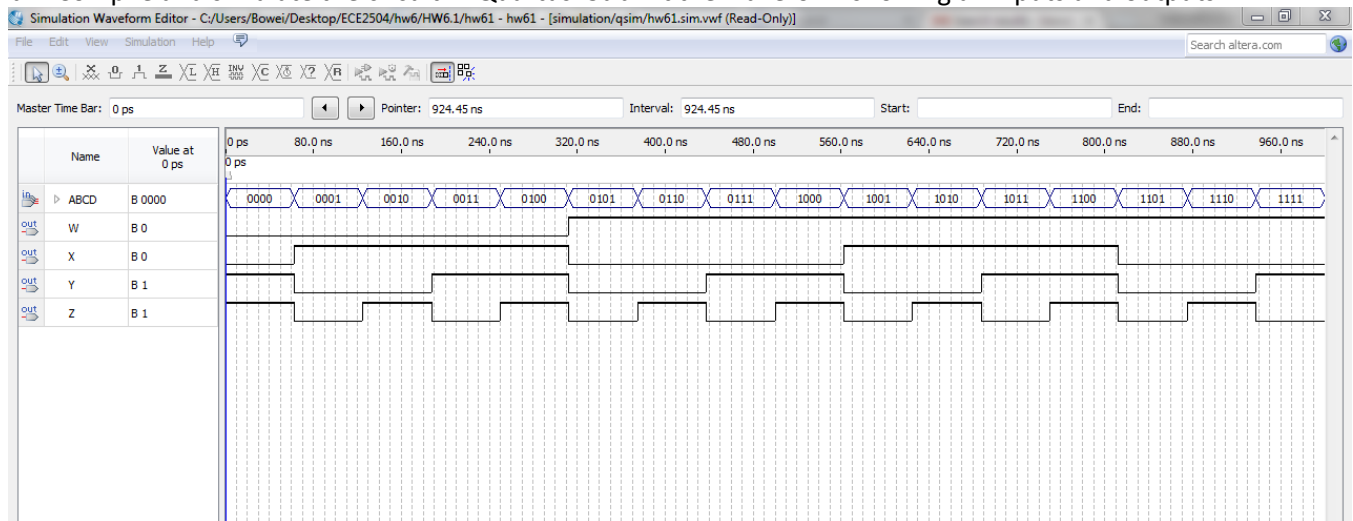 Simulation Waveform Editor - C:/Users/Bowei/Desktop/ECE2504/hw6/HW6.1/hw61 - hw61 - [simulation/qsim/hw61.sim.vwf (Read-Only)]
File Edit View Simulation Help
Search altera.com
Master Time Bar: 0 ps Pointer: 924.45 ns Interval: 924.45 ns Start: End:
Name Value at 0 ps
0 ps 80.0 ns 160.0 ns 240.0 ns 320.0 ns 400.0 ns 480.0 ns 560.0 ns 640.0 ns 720.0 ns 800.0 ns 880.0 ns 960.0 ns
0 ps
in ABCD B 0000 0000 0001 0010 0011 0100 0101 0110 0111 1000 1001 1010 1011 1100 1101 1110 1111
out W B 0
out X B 0
out Y B 1
out Z B 1